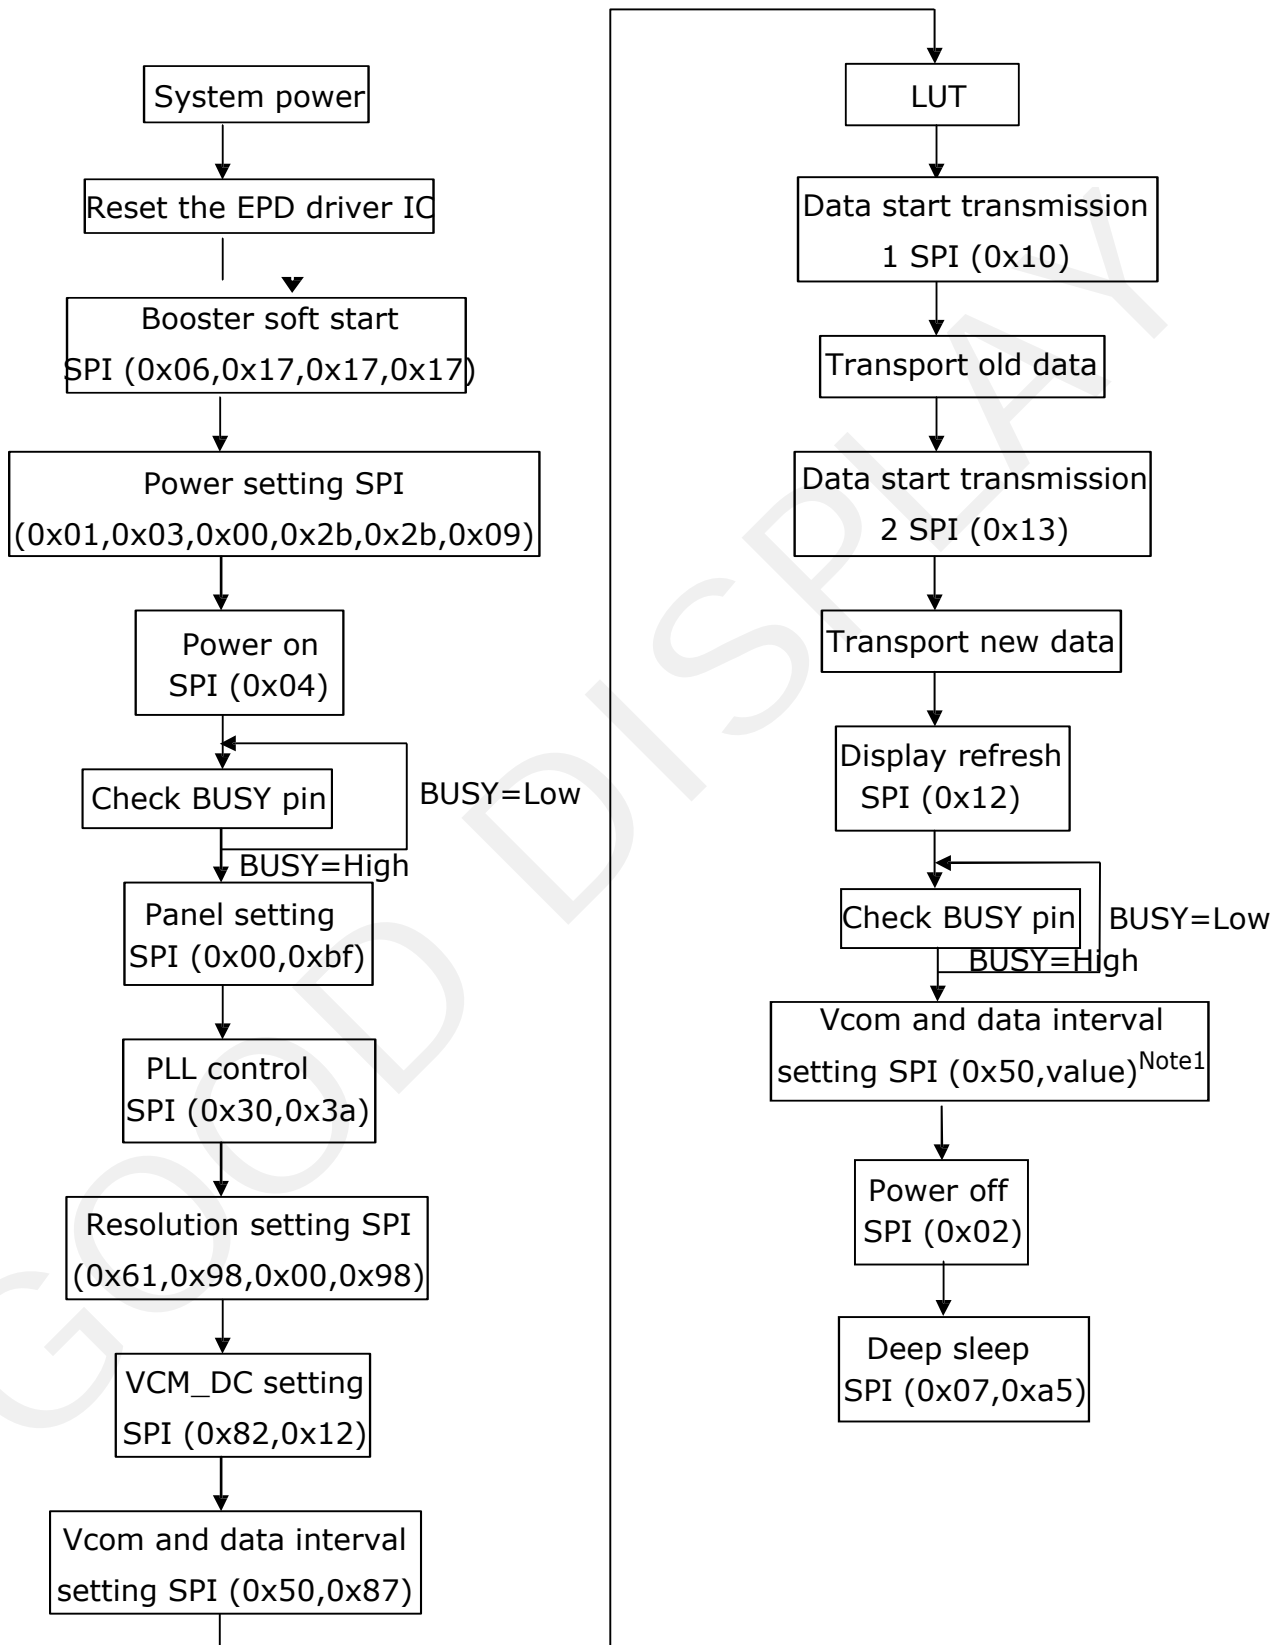 System power
Reset the EPD driver IC
Booster soft start
SPI (0x06,0x17,0x17,0x17)
Power setting SPI
(0x01,0x03,0x00,0x2b,0x2b,0x09)
Power on
SPI (0x04)
Check BUSY pin
BUSY=Low
BUSY=High
Panel setting
SPI (0x00,0xbf)
PLL control
SPI (0x30,0x3a)
Resolution setting SPI
(0x61,0x98,0x00,0x98)
VCM_DC setting
SPI (0x82,0x12)
Vcom and data interval
setting SPI (0x50,0x87)
LUT
Data start transmission
1 SPI (0x10)
Transport old data
Data start transmission
2 SPI (0x13)
Transport new data
Display refresh
SPI (0x12)
Check BUSY pin
BUSY=Low
BUSY=High
Vcom and data interval
setting SPI (0x50,value)Note1
Power off
SPI (0x02)
Deep sleep
SPI (0x07,0xa5)
GOOD DISPLAY